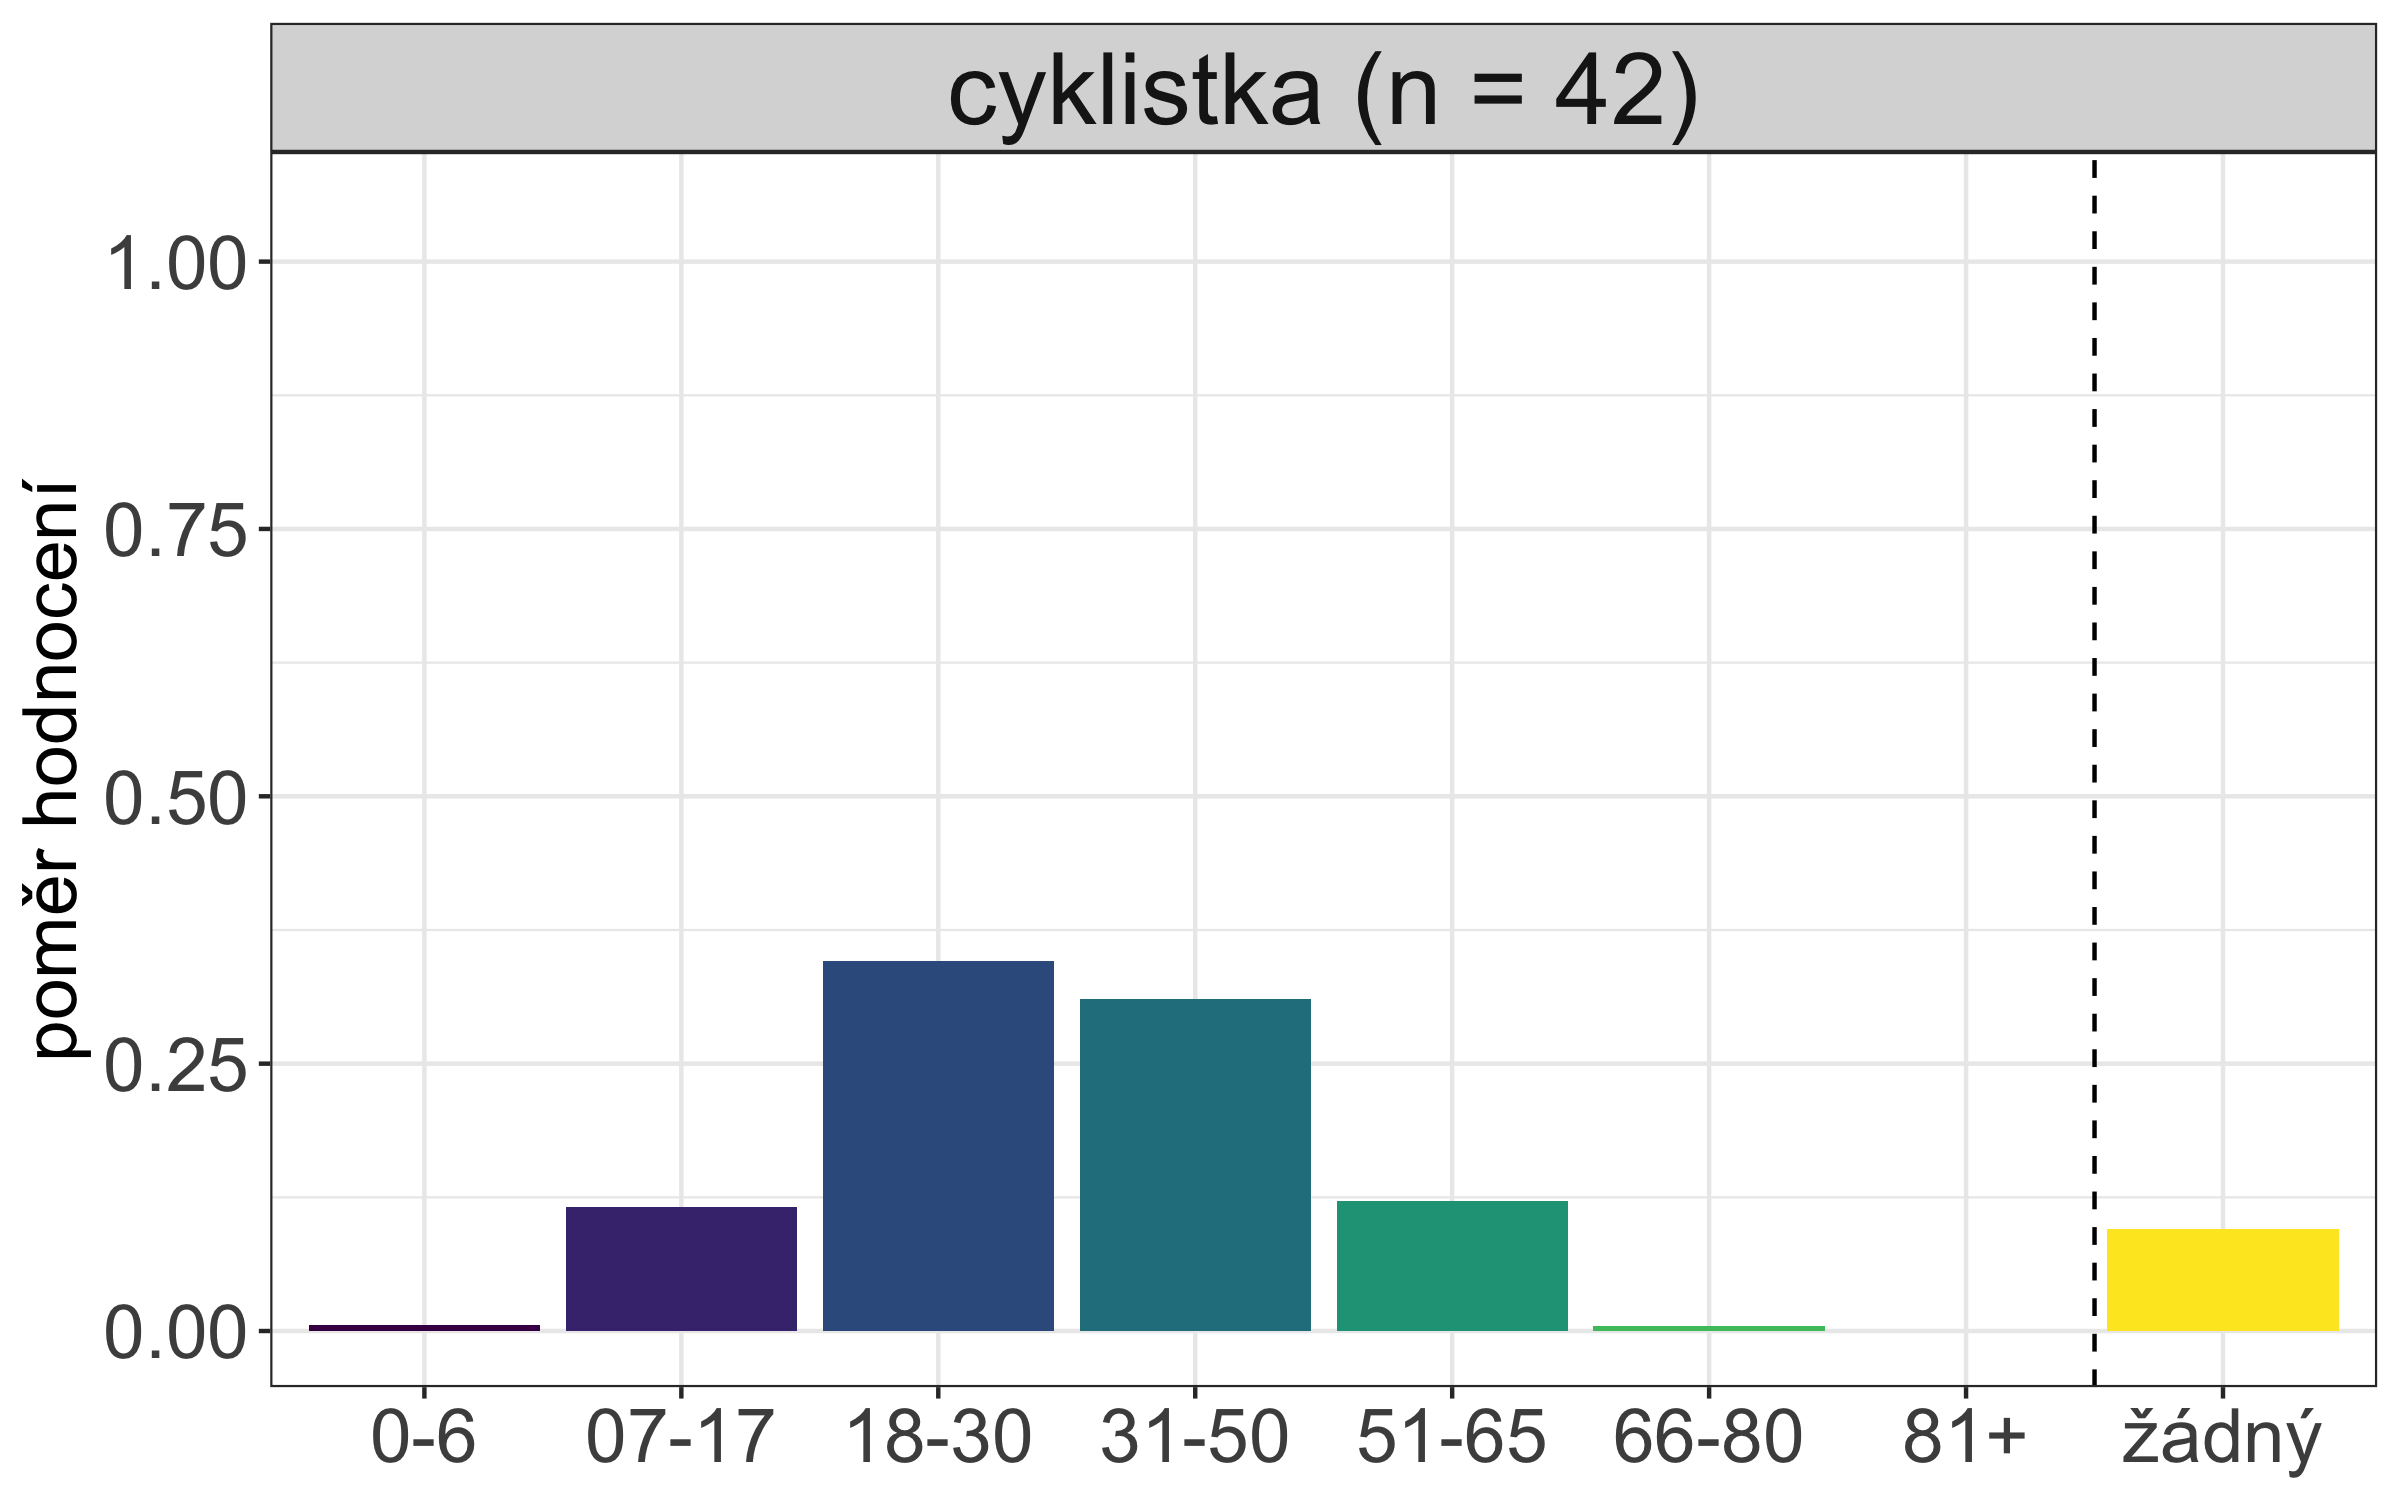 cyklistka (n = 42)
poměr hodnocení
1.00
0.75
0.50
0.25
0.00
0-6 07-17 18-30 31-50 51-65 66-80 81+ žádný